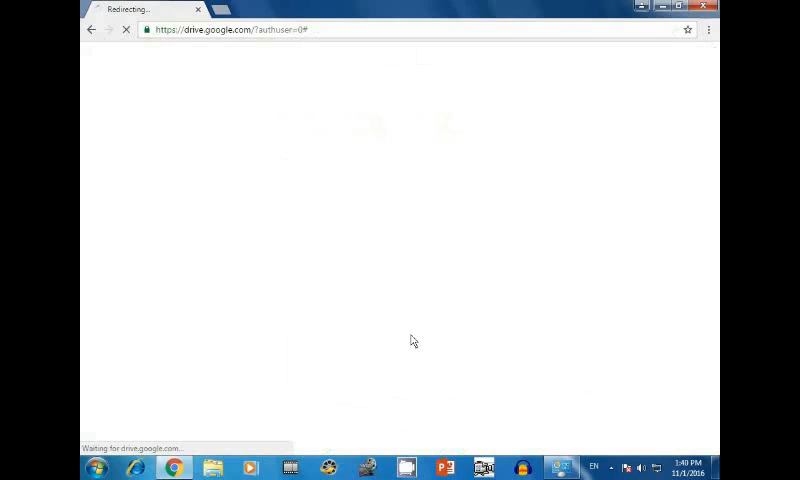 Redirecting...
https://drive.google.com/?authuser=0#
Waiting for drive.google.com...
EN
1:40 PM
11/1/2016